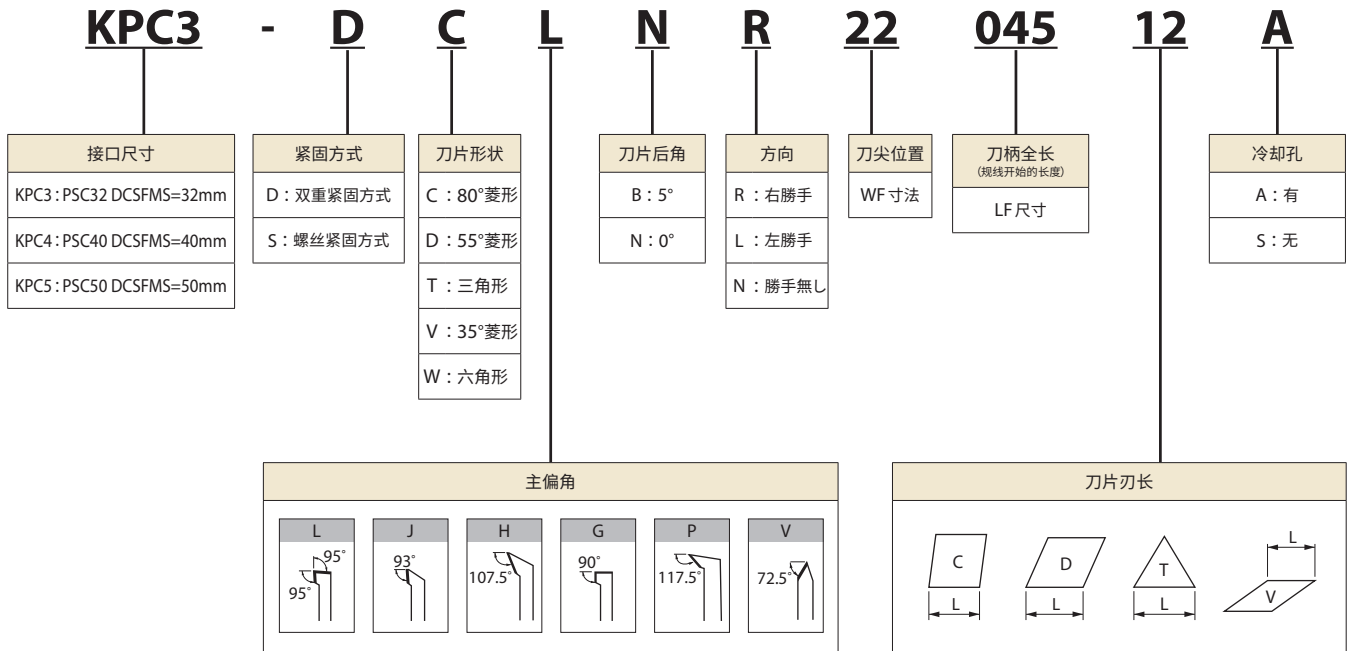 KPC3 - D C L N R 22 045 12 A
接口尺寸
KPC3：PSC32 DCSFMS=32mm
KPC4：PSC40 DCSFMS=40mm
KPC5：PSC50 DCSFMS=50mm
紧固方式
D：双重紧固方式
S：螺丝紧固方式
刀片形状
C：80°菱形
D：55°菱形
T：三角形
V：35°菱形
W：六角形
刀片后角
B：5°
N：0°
方向
R：右勝手
L：左勝手
N：勝手無し
刀尖位置
WF寸法
刀柄全长
(规线开始的长度)
LF尺寸
冷却孔
A：有
S：无
主偏角
L
95°
95°
J
93°
H
107.5°
G
90°
P
117.5°
V
72.5°
刀片刃长
C
L
D
L
T
L
L
V